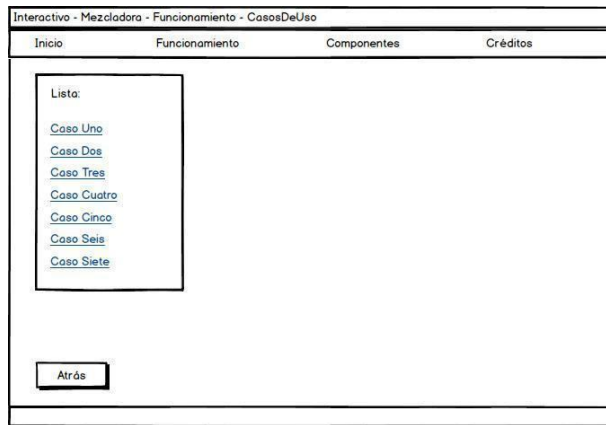 Interactivo - Mezcladora - Funcionamiento - CasosDeUso
Inicio Funcionamiento Componentes Créditos
Lista:
Caso Uno
Caso Dos
Caso Tres
Caso Cuatro
Caso Cinco
Caso Seis
Caso Siete
Atrás